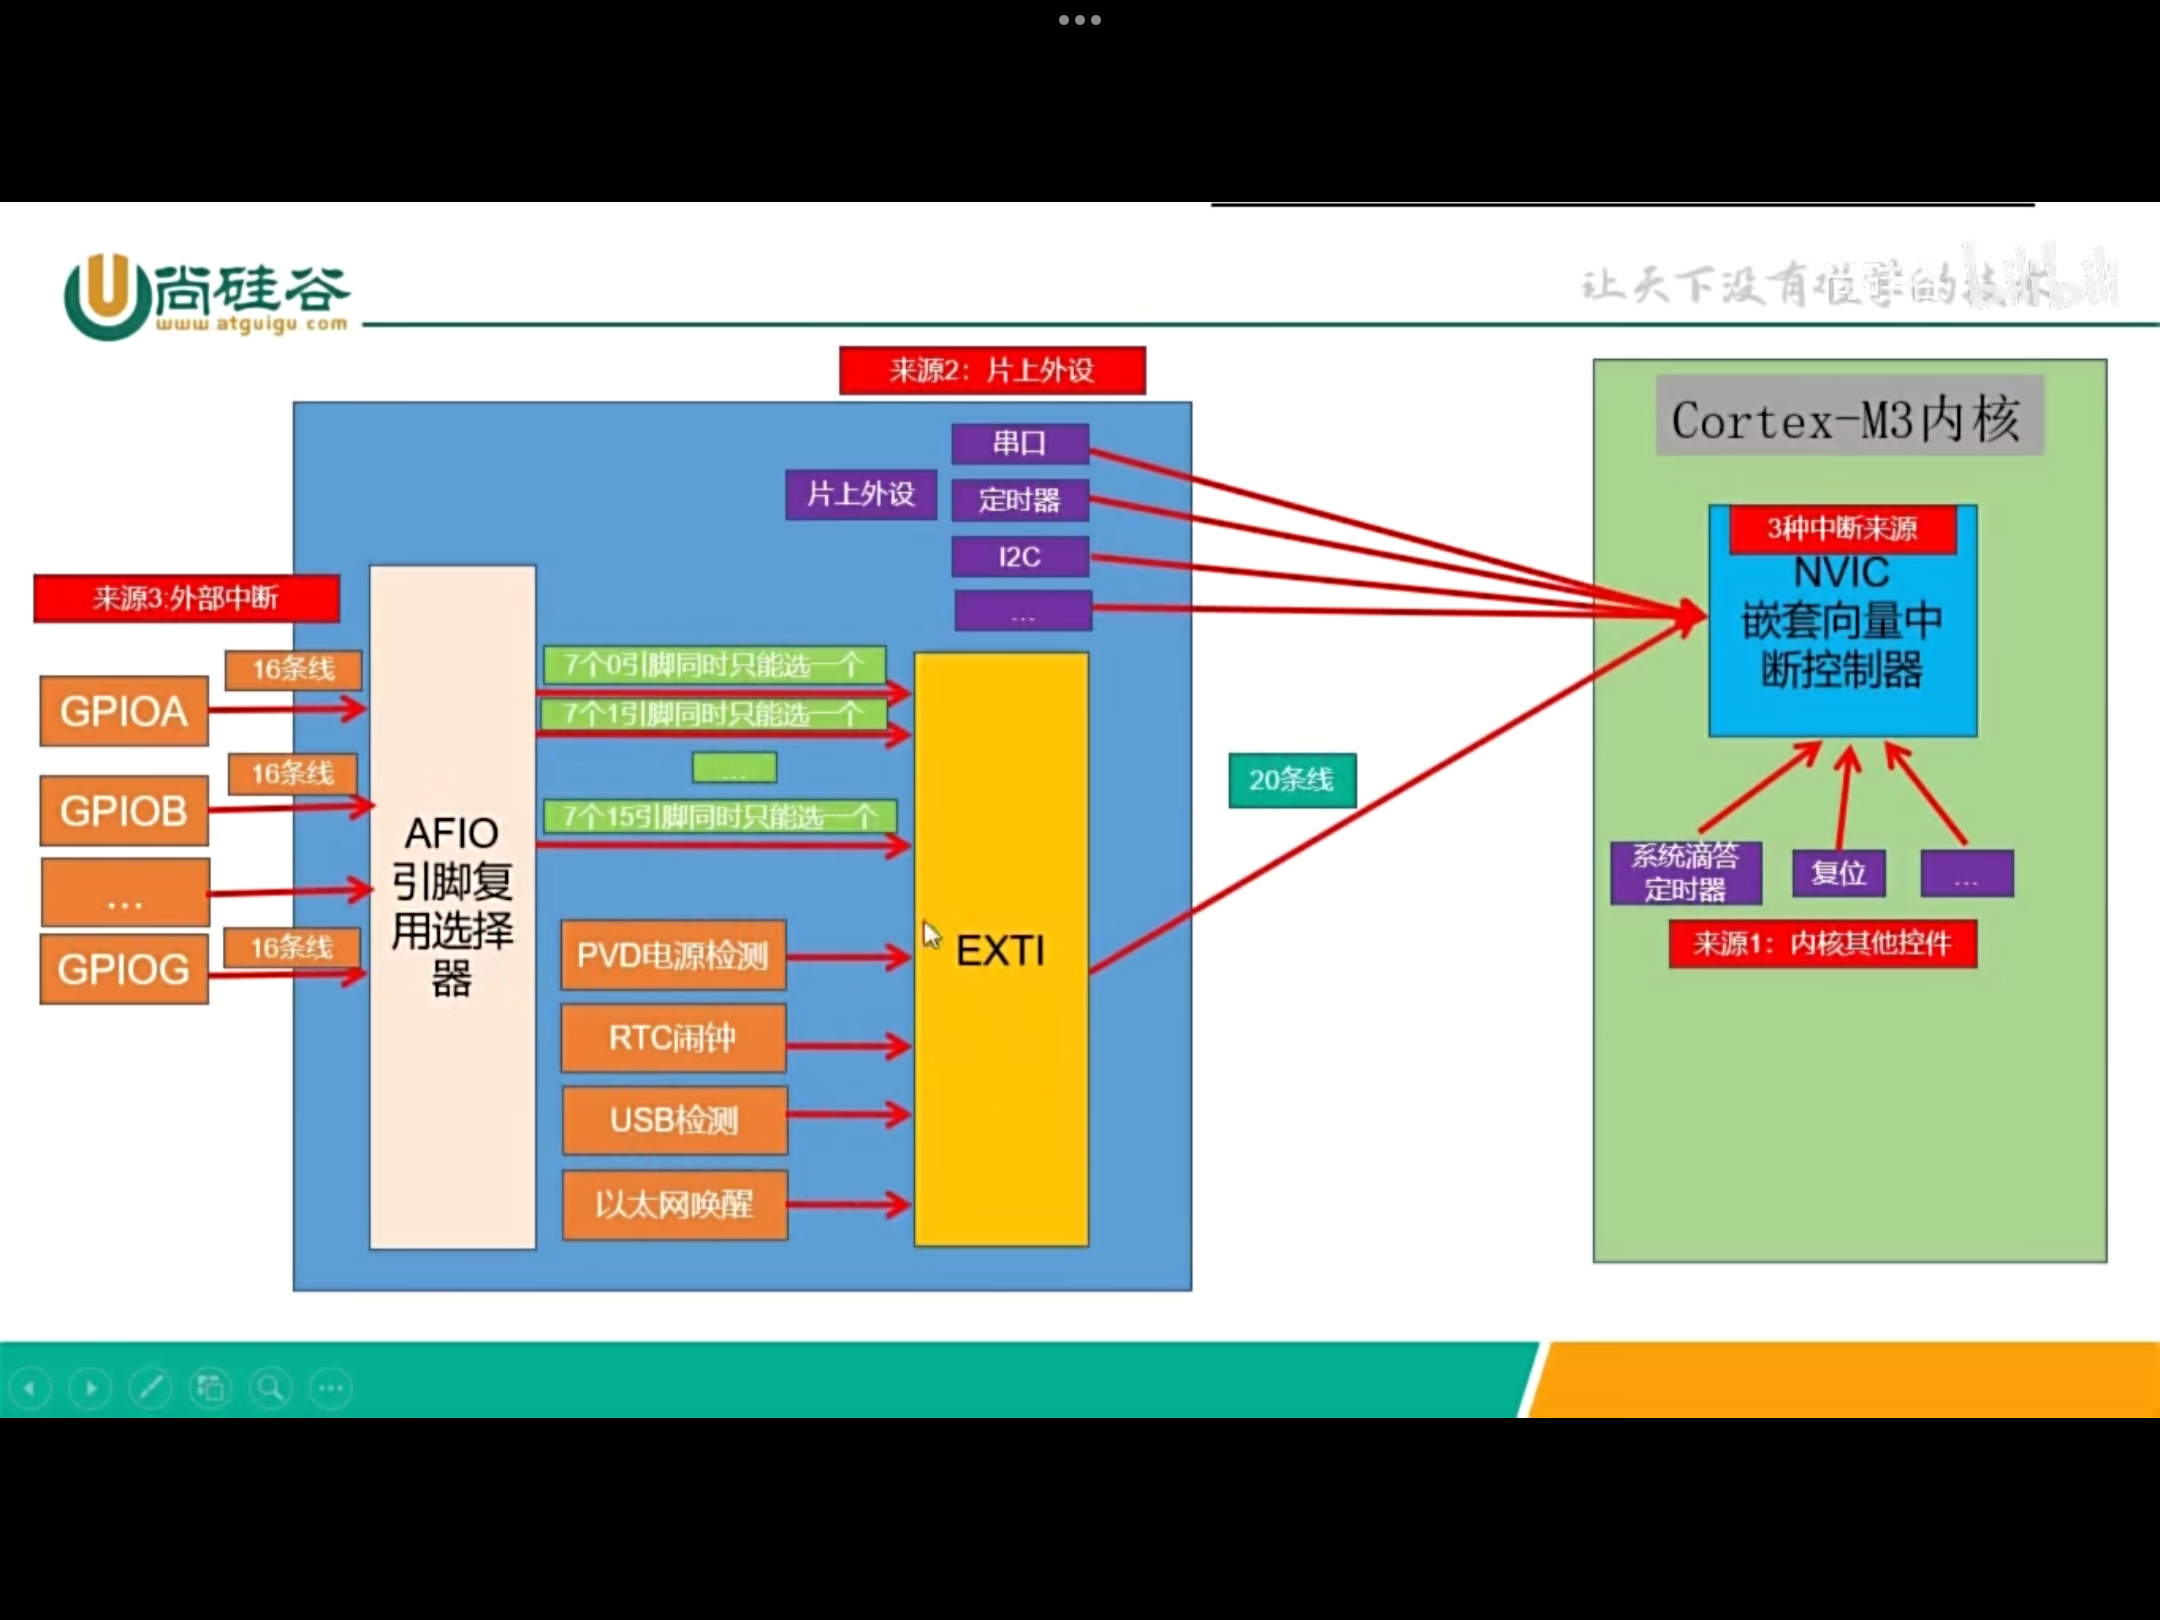 尚硅谷
www.atguigu.com
让天下没有
来源2：片上外设
串口
片上外设
定时器
I2C
...
Cortex-M3内核
3种中断来源
NVIC
嵌套向量中
断控制器
来源3:外部中断
16条线
GPIOA
16条线
GPIOB
...
16条线
GPIOG
AFIO
引脚复
用选择
器
7个0引脚同时只能选一个
7个1引脚同时只能选一个
...
7个15引脚同时只能选一个
PVD电源检测
RTC闹钟
USB检测
以太网唤醒
EXTI
20条线
系统滴答
定时器
复位
...
来源1：内核其他控件